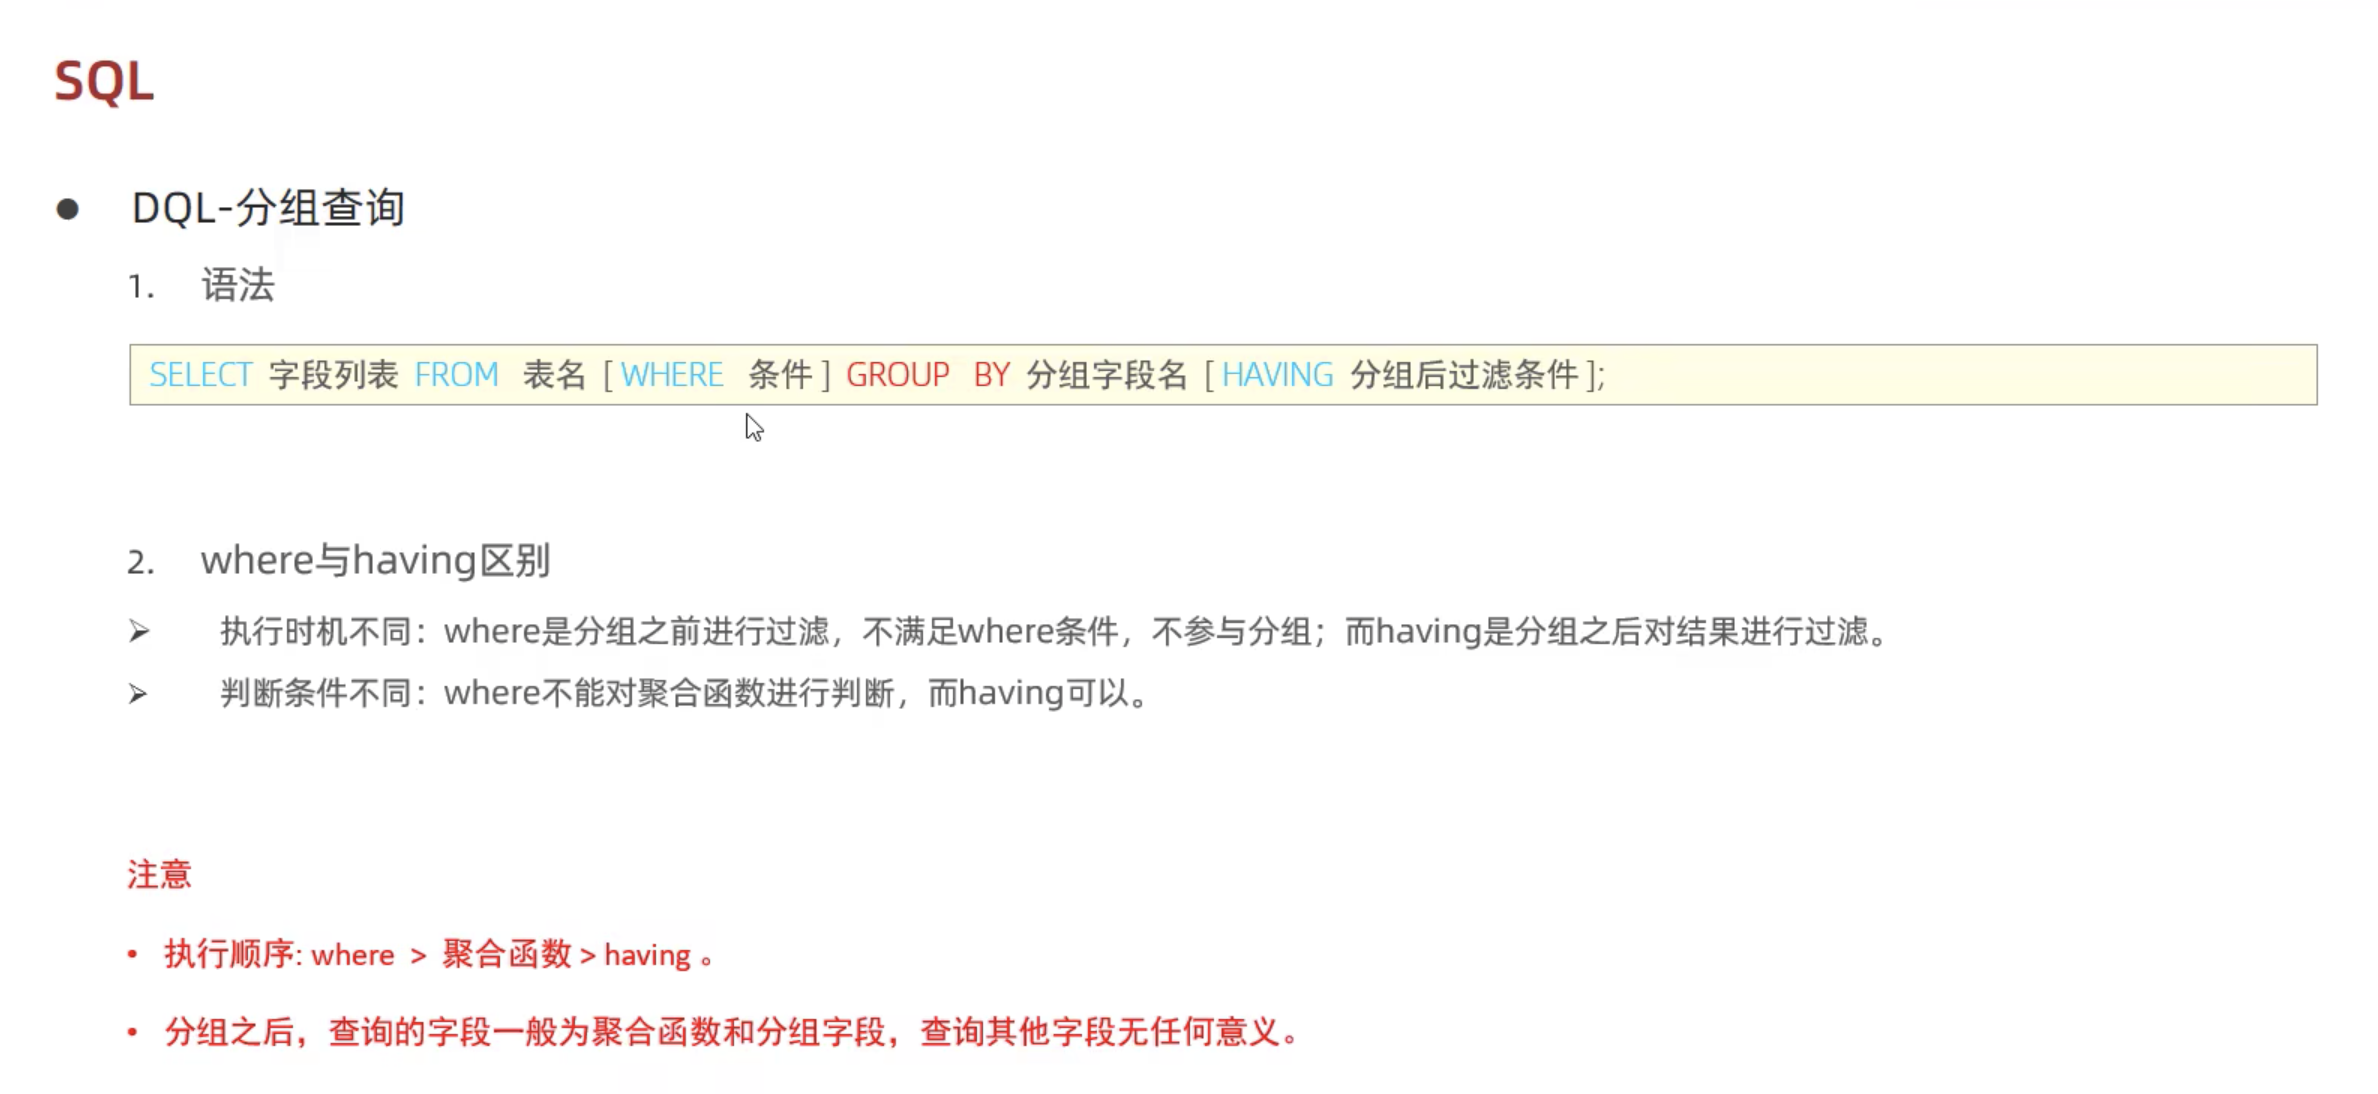 SQL
● DQL-分组查询
1. 语法
SELECT 字段列表 FROM 表名 [ WHERE 条件 ] GROUP BY 分组字段名 [ HAVING 分组后过滤条件 ];
2. where与having区别
➢ 执行时机不同：where是分组之前进行过滤，不满足where条件，不参与分组；而having是分组之后对结果进行过滤。
➢ 判断条件不同：where不能对聚合函数进行判断，而having可以。
注意
• 执行顺序: where > 聚合函数 > having 。
• 分组之后，查询的字段一般为聚合函数和分组字段，查询其他字段无任何意义。